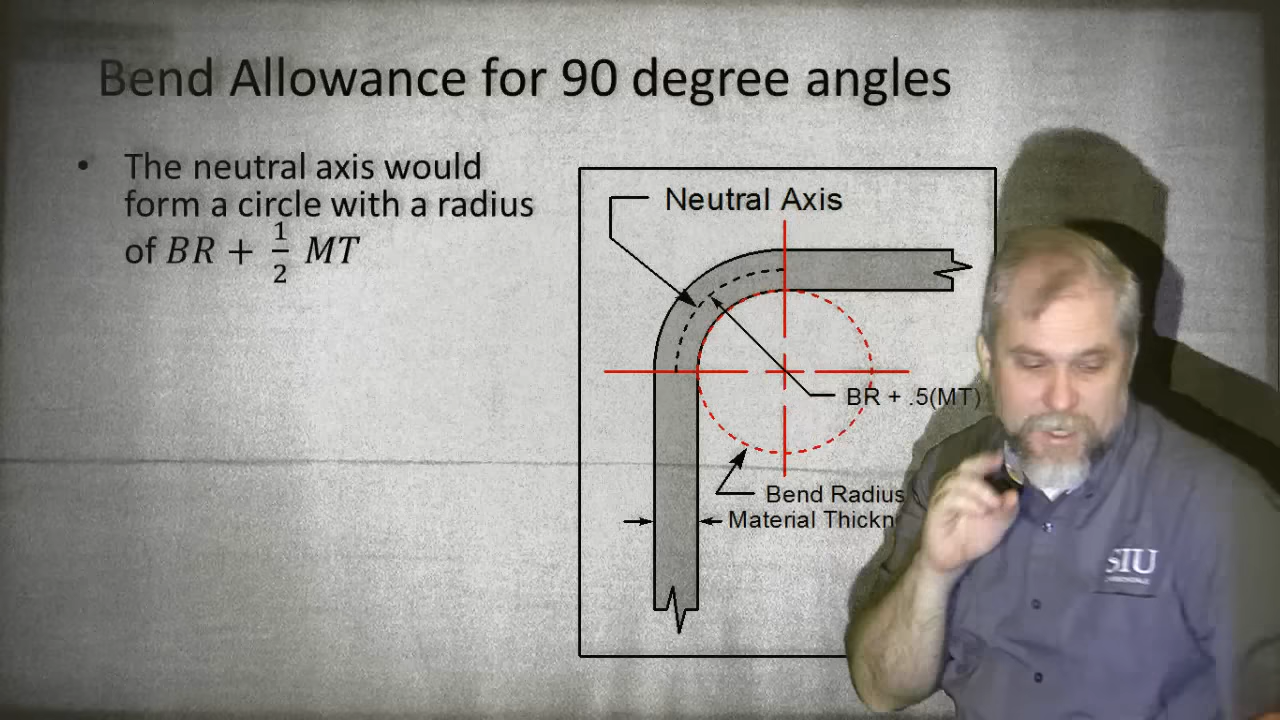 Bend Allowance for 90 degree angles
• The neutral axis would
form a circle with a radius
of BR + 1/2 MT
Neutral Axis
BR + .5(MT)
Bend Radius
Material
SIU